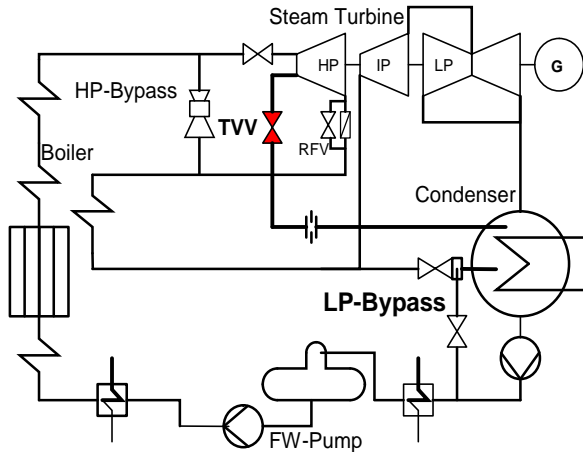 Steam Turbine
HP
IP
LP
G
HP-Bypass
TVV
RFV
Boiler
Condenser
LP-Bypass
FW-Pump